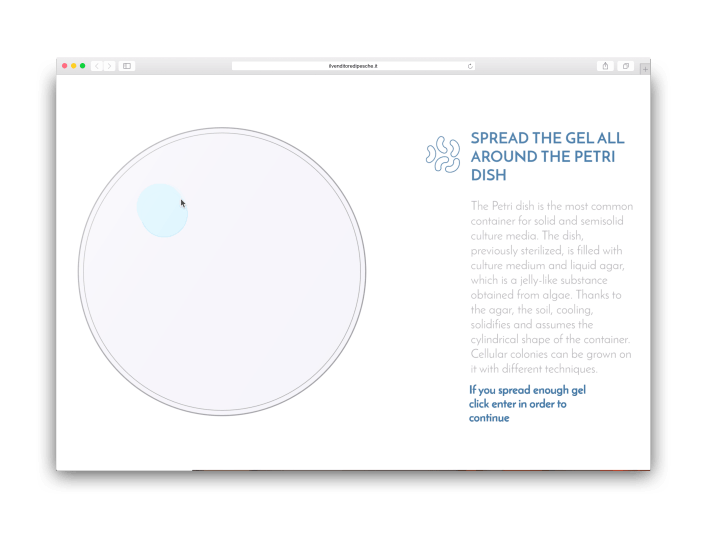 ilvenditoredipesche.it
SPREAD THE GEL ALL
AROUND THE PETRI
DISH
The Petri dish is the most common
container for solid and semisolid
culture media. The dish,
previously sterilized, is filled with
culture medium and liquid agar,
which is a jelly-like substance
obtained from algae. Thanks to
the agar, the soil, cooling,
solidifies and assumes the
cylindrical shape of the container.
Cellular colonies can be grown on
it with different techniques.
If you spread enough gel
click enter in order to
continue